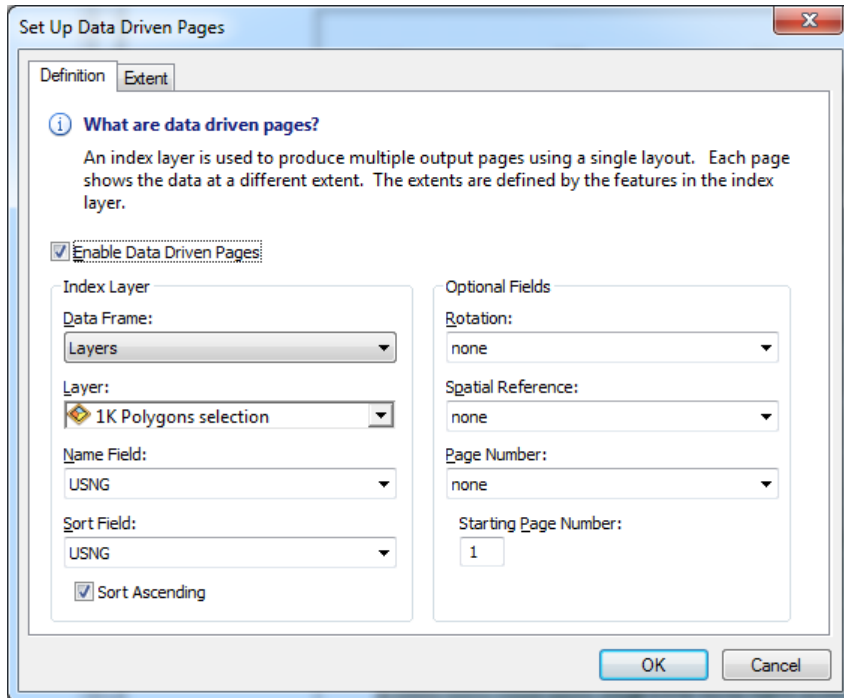 Set Up Data Driven Pages
Definition
Extent
What are data driven pages?
An index layer is used to produce multiple output pages using a single layout. Each page
shows the data at a different extent. The extents are defined by the features in the index
layer.
Enable Data Driven Pages
Index Layer
Data Frame:
Layers
Layer:
1K Polygons selection
Name Field:
USNG
Sort Field:
USNG
Sort Ascending
Optional Fields
Rotation:
none
Spatial Reference:
none
Page Number:
none
Starting Page Number:
1
OK
Cancel